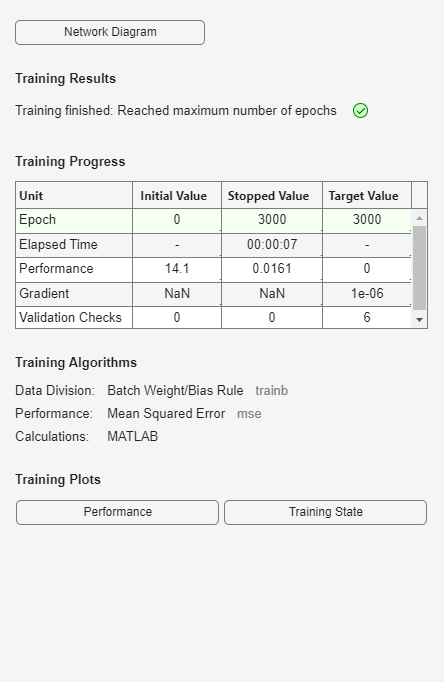 Network Diagram
Training Results
Training finished: Reached maximum number of epochs
Training Progress
Unit Initial Value Stopped Value Target Value
Epoch 0 3000 3000
Elapsed Time - 00:00:07 -
Performance 14.1 0.0161 0
Gradient NaN NaN 1e-06
Validation Checks 0 0 6
Training Algorithms
Data Division: Batch Weight/Bias Rule trainb
Performance: Mean Squared Error mse
Calculations: MATLAB
Training Plots
Performance Training State